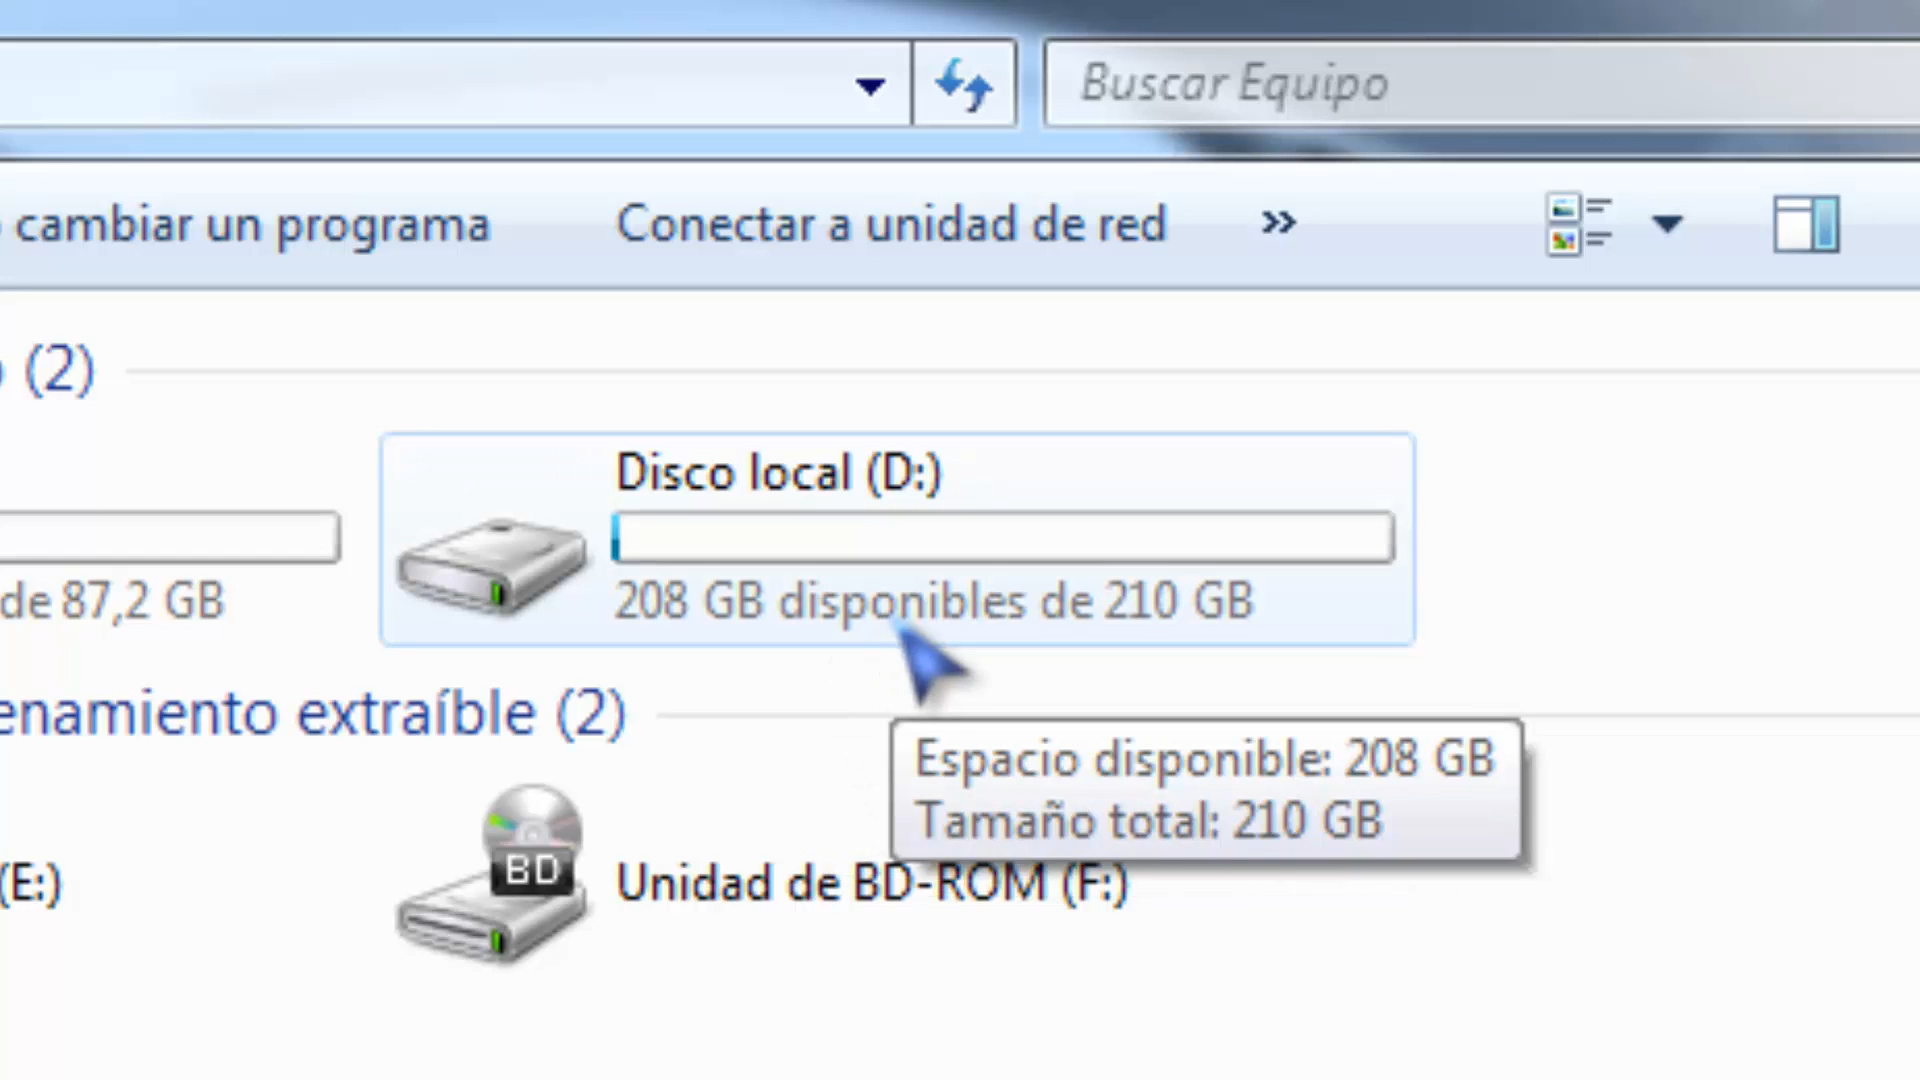 Buscar Equipo
cambiar un programa
Conectar a unidad de red
»
(2)
Disco local (D:)
de 87,2 GB
208 GB disponibles de 210 GB
enamiento extraíble (2)
Espacio disponible: 208 GB
Tamaño total: 210 GB
BD
(E:)
Unidad de BD-ROM (F:)